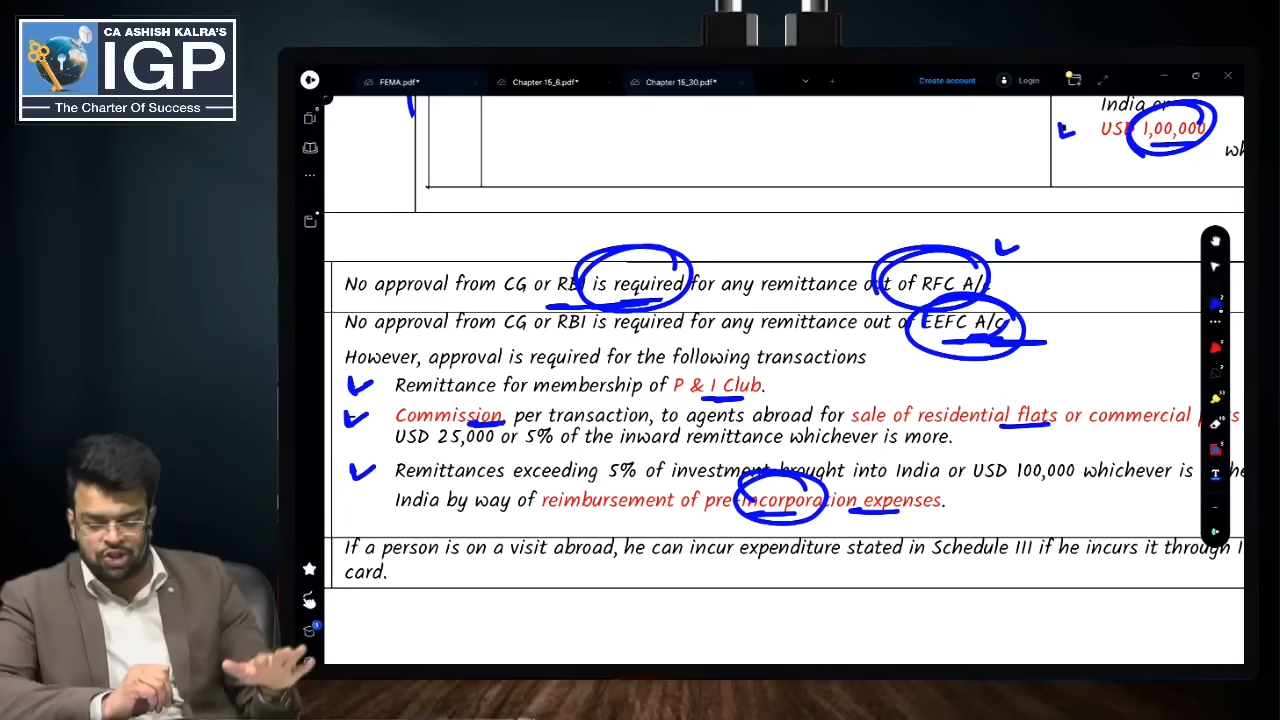 CA ASHISH KALRA'S
IGP
The Charter Of Success
FEMA.pdf*
Chapter 15_6.pdf*
Chapter 15_30.pdf*
Create account
Login
India or
USD 1,00,000
No approval from CG or RBI is required for any remittance out of RFC A/c
No approval from CG or RBI is required for any remittance out of EEFC A/c
However, approval is required for the following transactions
Remittance for membership of P & I Club.
Commission, per transaction, to agents abroad for sale of residential flats or commercial
USD 25,000 or 5% of the inward remittance whichever is more.
Remittances exceeding 5% of investment brought into India or USD 100,000 whichever is
India by way of reimbursement of pre-incorporation expenses.
If a person is on a visit abroad, he can incur expenditure stated in Schedule III if he incurs it through
card.